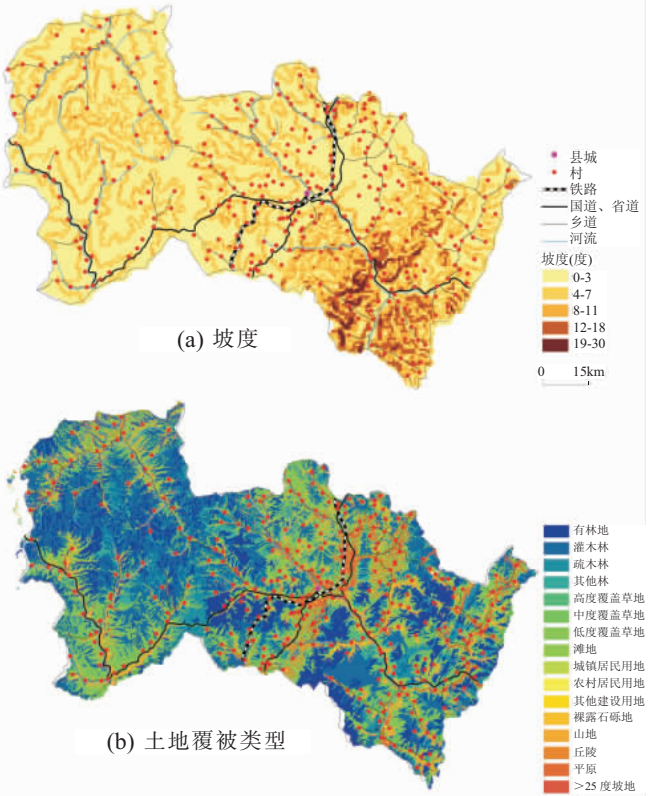 县城
村
铁路
国道、省道
乡道
河流
坡度(度)
0-3
4-7
8-11
12-18
19-30
0 15km
(a) 坡度
有林地
灌木林
疏木林
其他林
高度覆盖草地
中度覆盖草地
低度覆盖草地
滩地
城镇居民用地
农村居民用地
其他建设用地
裸露石砾地
山地
丘陵
平原
>25 度坡地
(b) 土地覆被类型